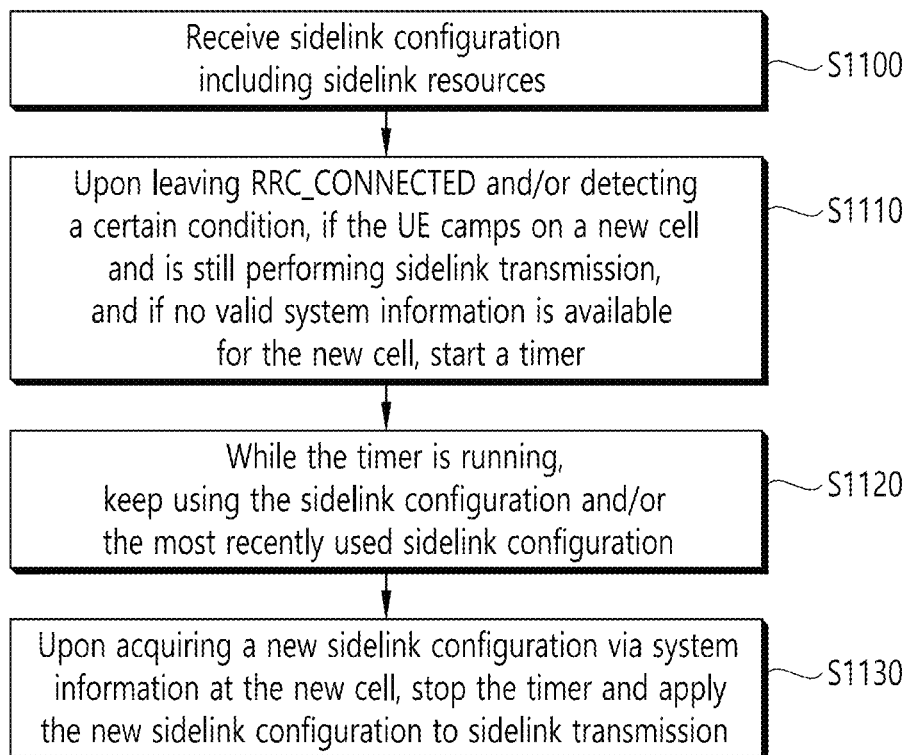 Receive sidelink configuration
including sidelink resources
S1100
Upon leaving RRC_CONNECTED and/or detecting
a certain condition, if the UE camps on a new cell
and is still performing sidelink transmission,
and if no valid system information is available
for the new cell, start a timer
S1110
While the timer is running,
keep using the sidelink configuration and/or
the most recently used sidelink configuration
S1120
Upon acquiring a new sidelink configuration via system
information at the new cell, stop the timer and apply
the new sidelink configuration to sidelink transmission
S1130